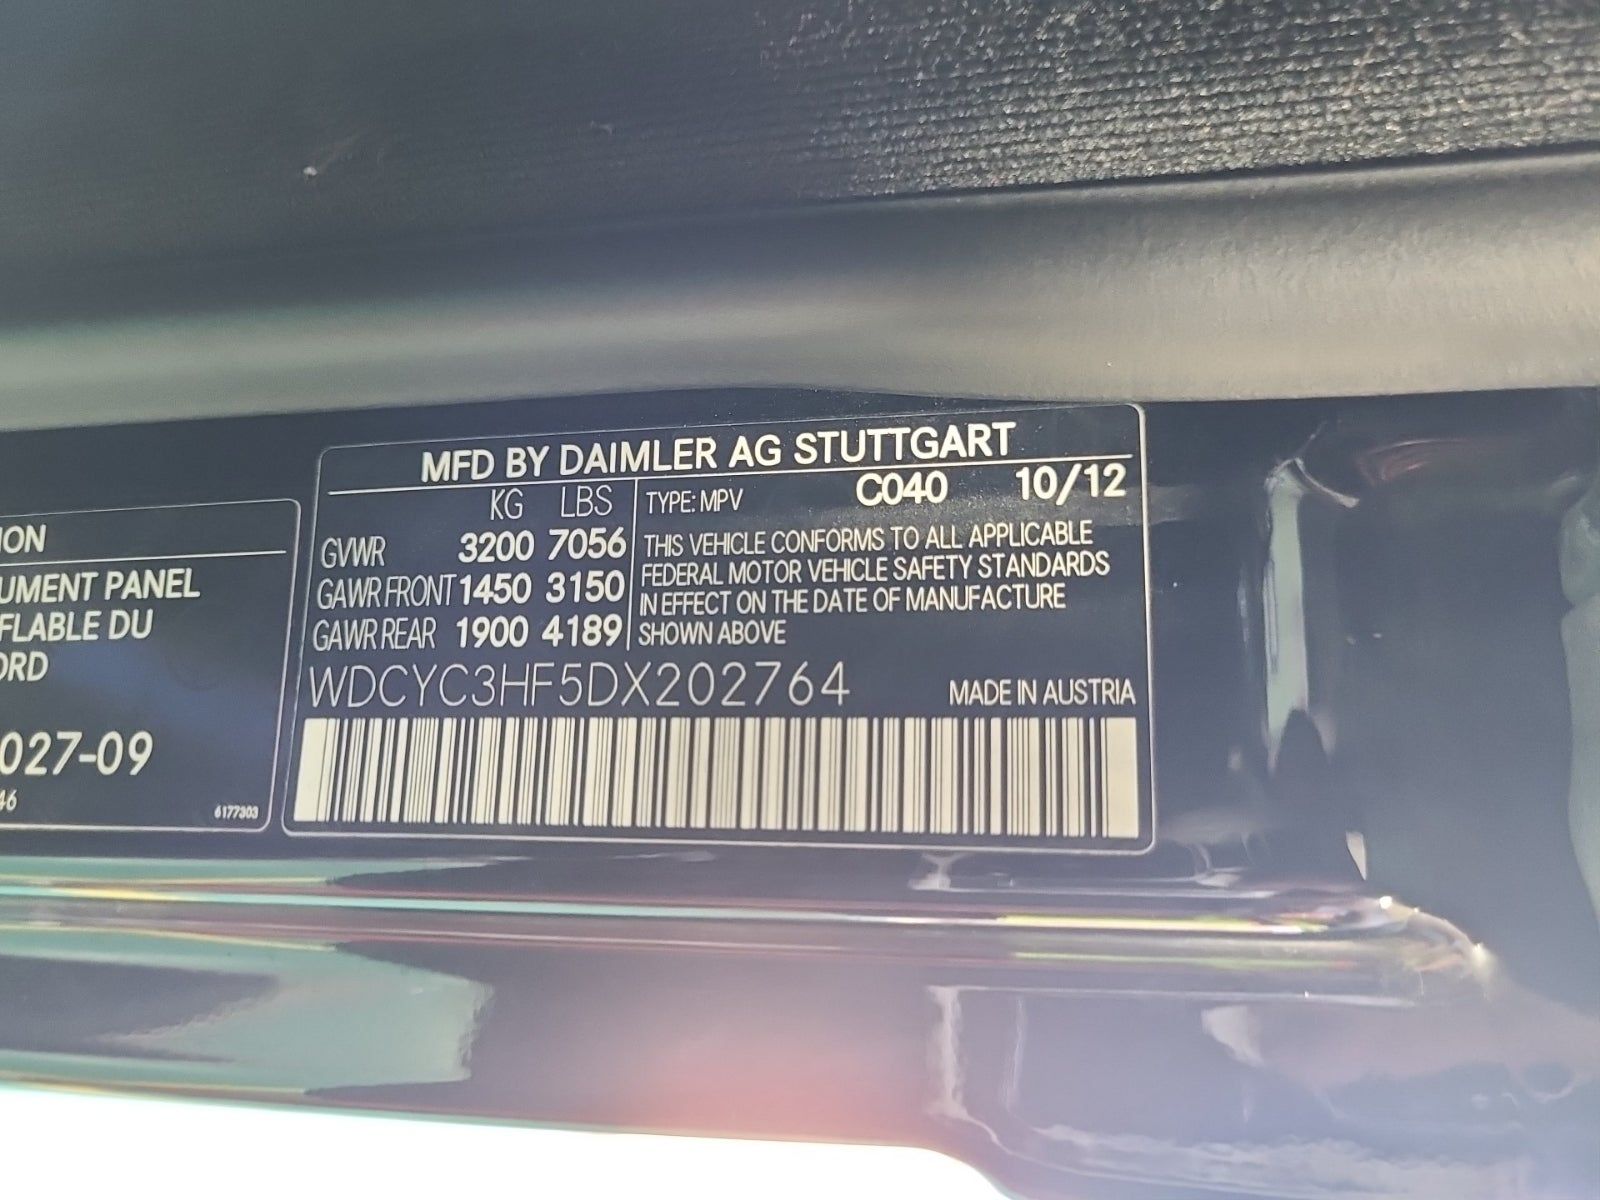 ION
UMENT PANEL
FLABLE DU
ORD
027-09
46
6177303
MFD BY DAIMLER AG STUTTGART
KG LBS TYPE: MPV C040 10/12
GVWR 3200 7056
GAWR FRONT 1450 3150
GAWR REAR 1900 4189
THIS VEHICLE CONFORMS TO ALL APPLICABLE
FEDERAL MOTOR VEHICLE SAFETY STANDARDS
IN EFFECT ON THE DATE OF MANUFACTURE
SHOWN ABOVE
WDCYC3HF5DX202764 MADE IN AUSTRIA